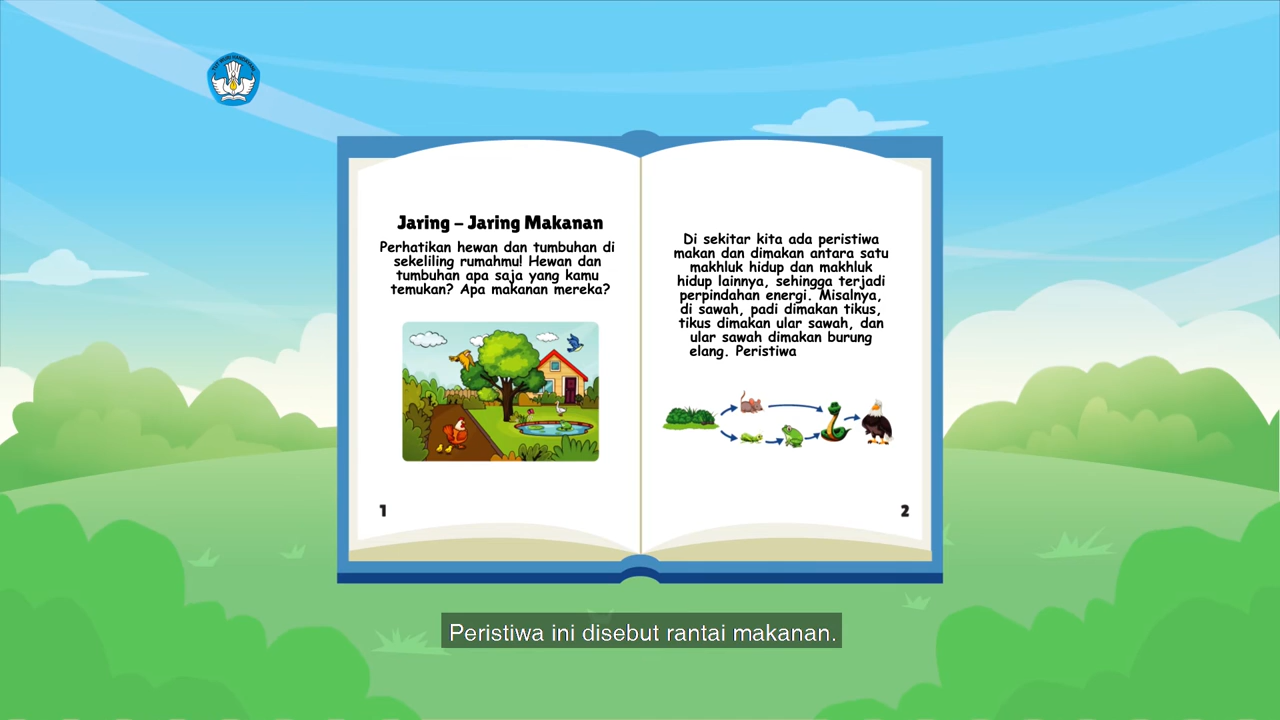 Jaring - Jaring Makanan
Perhatikan hewan dan tumbuhan di
sekeliling rumahmu! Hewan dan
tumbuhan apa saja yang kamu
temukan? Apa makanan mereka?
1
Di sekitar kita ada peristiwa
makan dan dimakan antara satu
makhluk hidup dan makhluk
hidup lainnya, sehingga terjadi
perpindahan energi. Misalnya,
di sawah, padi dimakan tikus,
tikus dimakan ular sawah, dan
ular sawah dimakan burung
elang. Peristiwa
2
Peristiwa ini disebut rantai makanan.